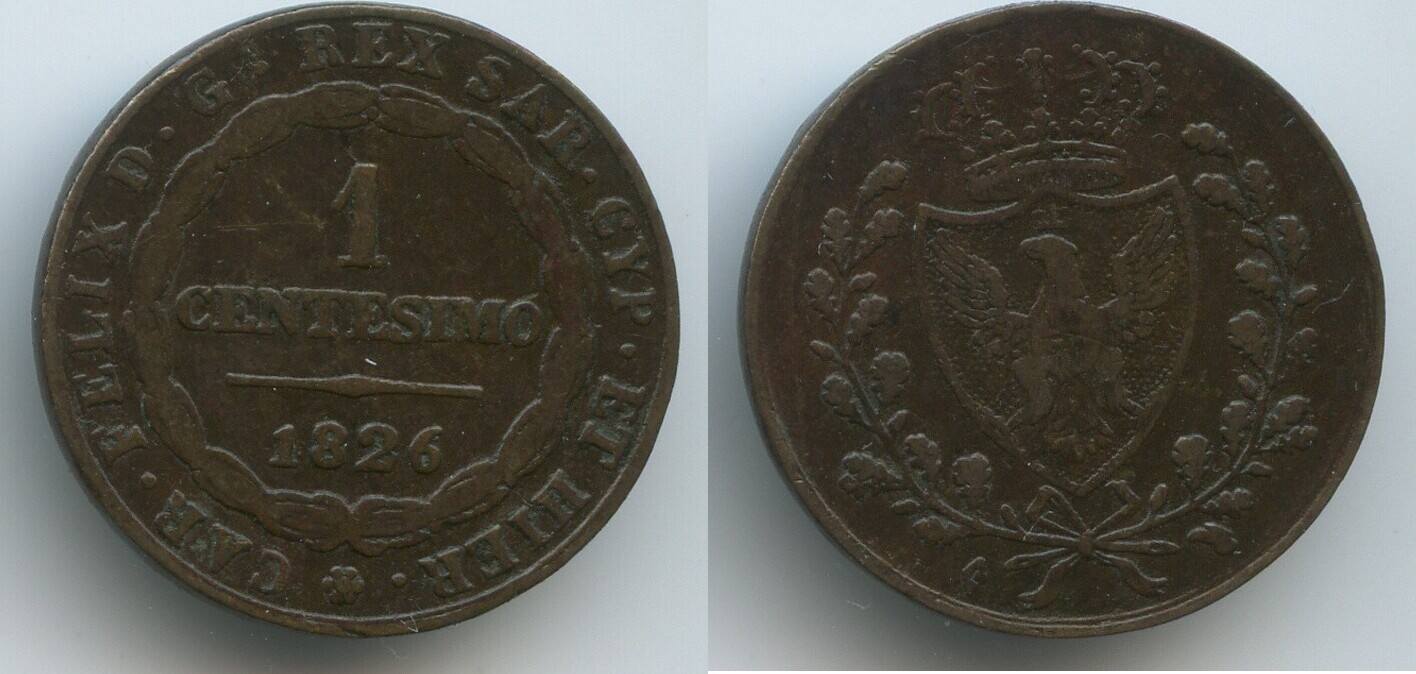 CAR · FELIX D · G · REX SAR · CYP · ET HIER ·
1
CENTESIMO
1826